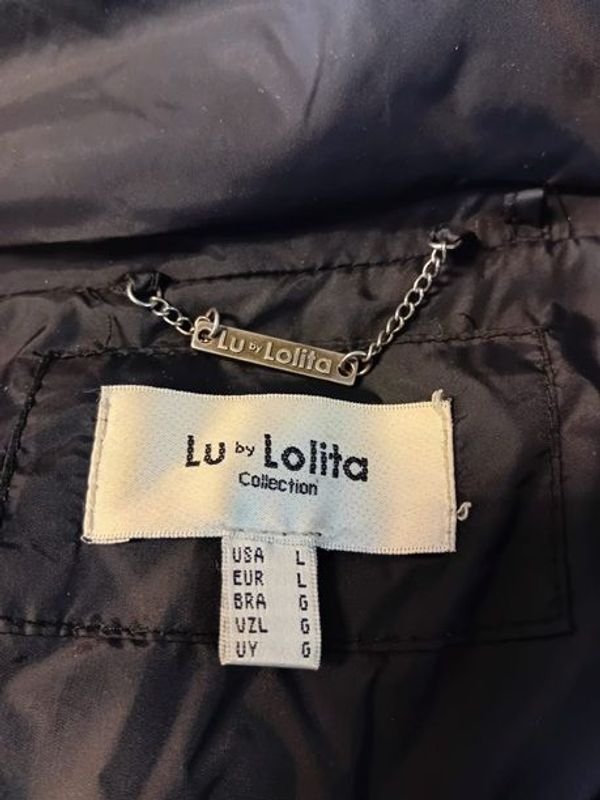 Lu by Lolita
Lu by Lolita
Collection
USA L
EUR L
BRA G
VZL G
UY G